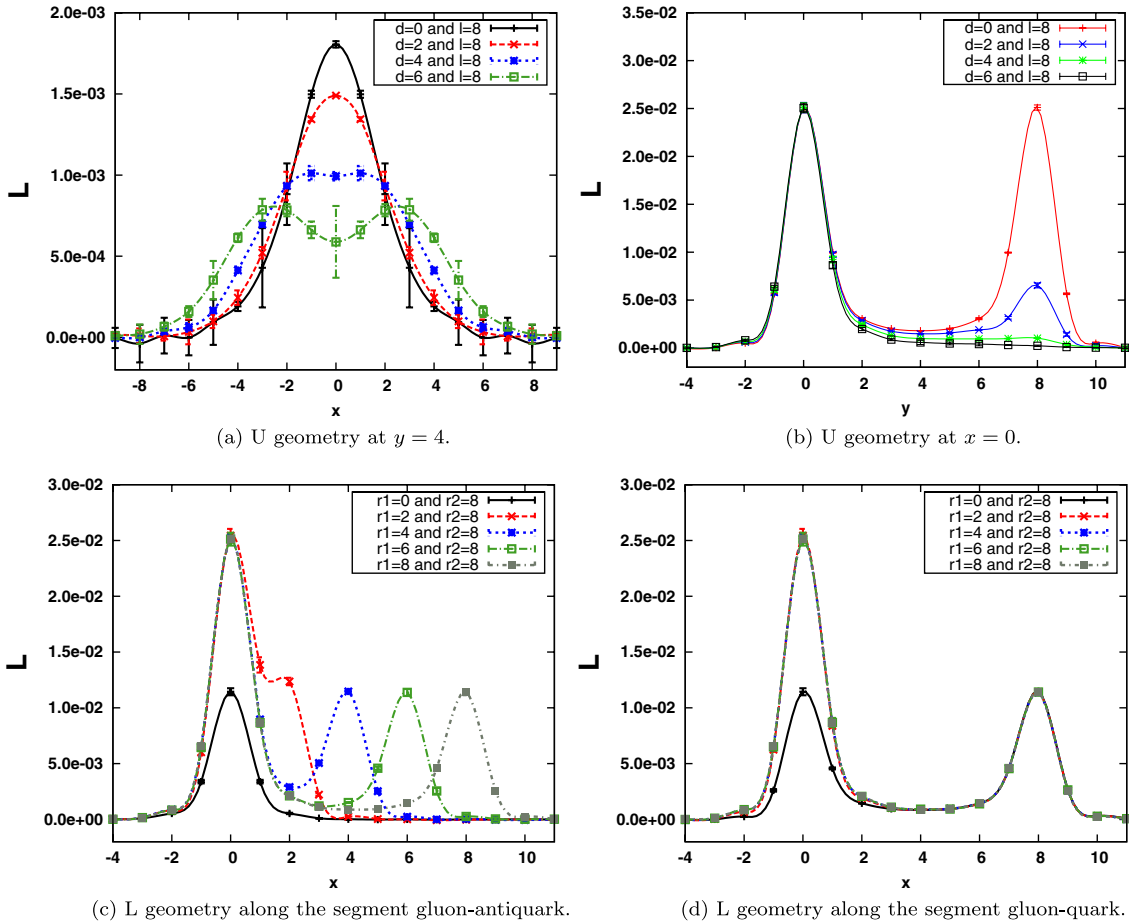 2.0e-03
1.5e-03
1.0e-03
5.0e-04
0.0e+00
L
d=0 and l=8
d=2 and l=8
d=4 and l=8
d=6 and l=8
-8 -6 -4 -2 0 2 4 6 8
x
(a) U geometry at y = 4.
3.5e-02
3.0e-02
2.5e-02
2.0e-02
1.5e-02
1.0e-02
5.0e-03
0.0e+00
L
d=0 and l=8
d=2 and l=8
d=4 and l=8
d=6 and l=8
-4 -2 0 2 4 6 8 10
y
(b) U geometry at x = 0.
3.0e-02
2.5e-02
2.0e-02
1.5e-02
1.0e-02
5.0e-03
0.0e+00
L
r1=0 and r2=8
r1=2 and r2=8
r1=4 and r2=8
r1=6 and r2=8
r1=8 and r2=8
-4 -2 0 2 4 6 8 10
x
(c) L geometry along the segment gluon-antiquark.
3.0e-02
2.5e-02
2.0e-02
1.5e-02
1.0e-02
5.0e-03
0.0e+00
L
r1=0 and r2=8
r1=2 and r2=8
r1=4 and r2=8
r1=6 and r2=8
r1=8 and r2=8
-4 -2 0 2 4 6 8 10
x
(d) L geometry along the segment gluon-quark.